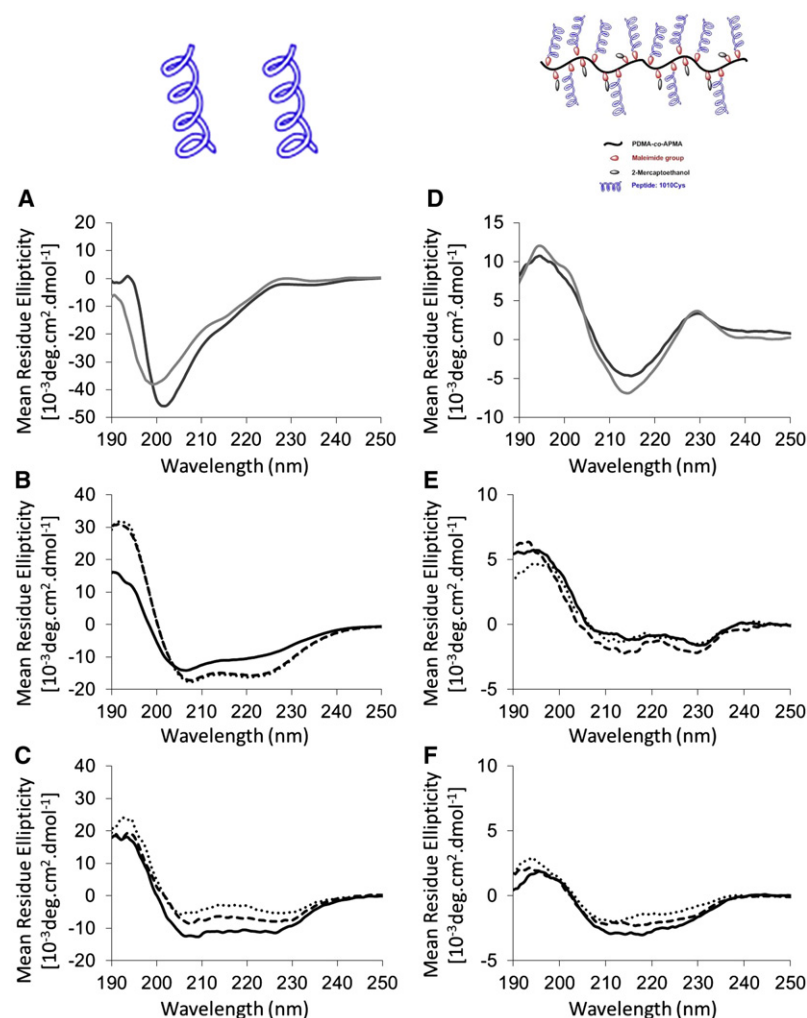 PDMA-co-APMA
Maleimide group
2-Mercaptoethanol
Peptide: 1010Cys
A
Mean Residue Ellipticity
[10⁻³deg.cm².dmol⁻¹]
20
10
0
-10
-20
-30
-40
-50
190 200 210 220 230 240 250
Wavelength (nm)
D
Mean Residue Ellipticity
[10⁻³deg.cm².dmol⁻¹]
15
10
5
0
-5
-10
190 200 210 220 230 240 250
Wavelength (nm)
B
Mean Residue Ellipticity
[10⁻³deg.cm².dmol⁻¹]
40
30
20
10
0
-10
-20
190 200 210 220 230 240 250
Wavelength (nm)
E
Mean Residue Ellipticity
[10⁻³deg.cm².dmol⁻¹]
10
5
0
-5
190 200 210 220 230 240 250
Wavelength (nm)
C
Mean Residue Ellipticity
[10⁻³deg.cm².dmol⁻¹]
40
30
20
10
0
-10
-20
190 200 210 220 230 240 250
Wavelength (nm)
F
Mean Residue Ellipticity
[10⁻³deg.cm².dmol⁻¹]
10
5
0
-5
190 200 210 220 230 240 250
Wavelength (nm)